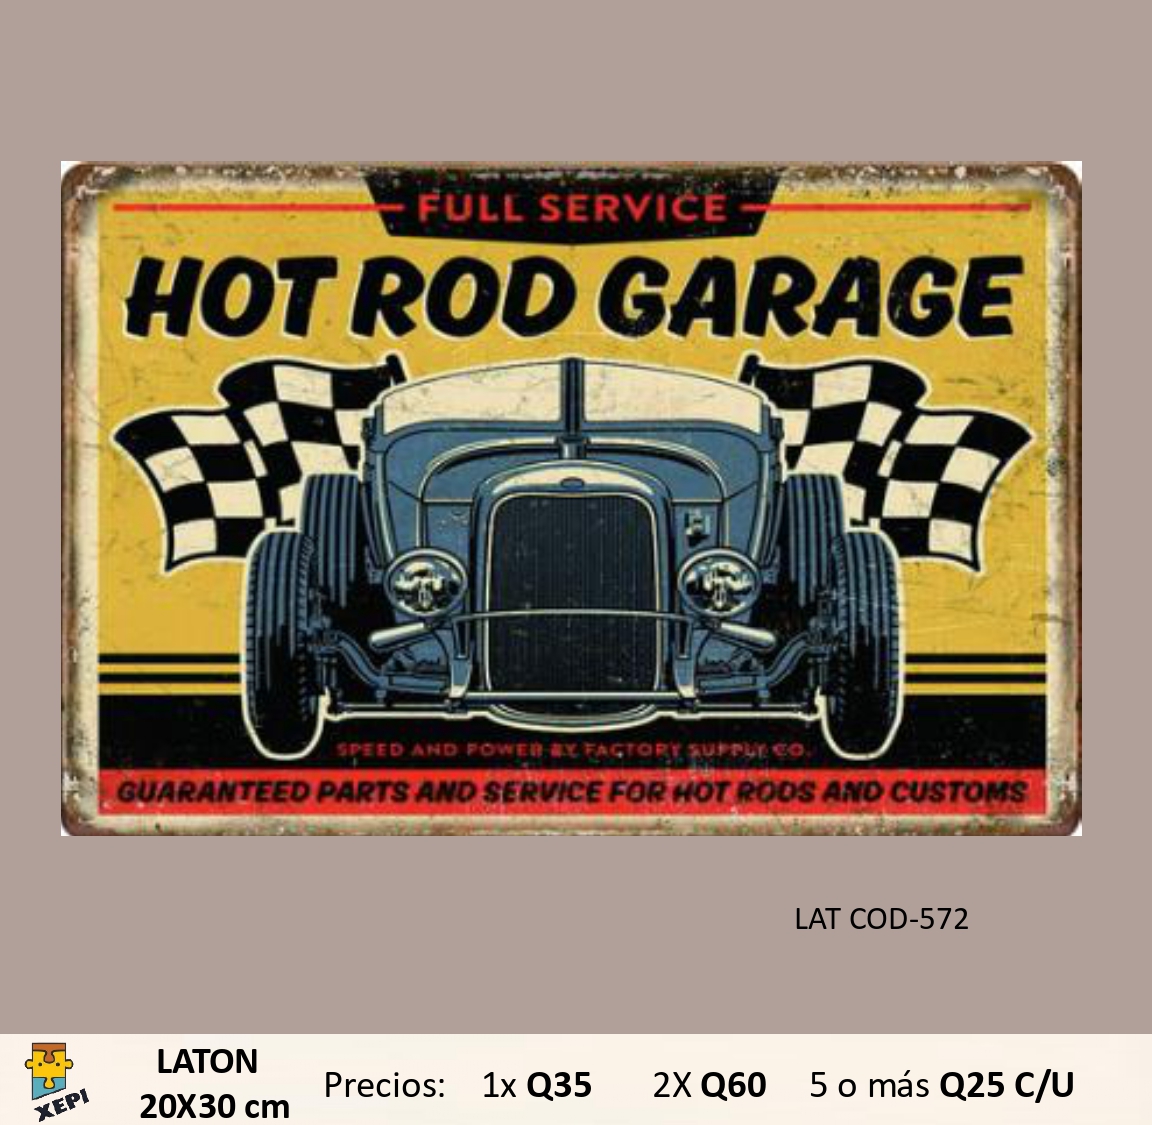 FULL SERVICE
HOT ROD GARAGE
SPEED AND POWER BY FACTORY SUPPLY CO.
GUARANTEED PARTS AND SERVICE FOR HOT RODS AND CUSTOMS
LAT COD-572
XEPI
LATON
20X30 cm
Precios: 1x Q35 2X Q60 5 o más Q25 C/U